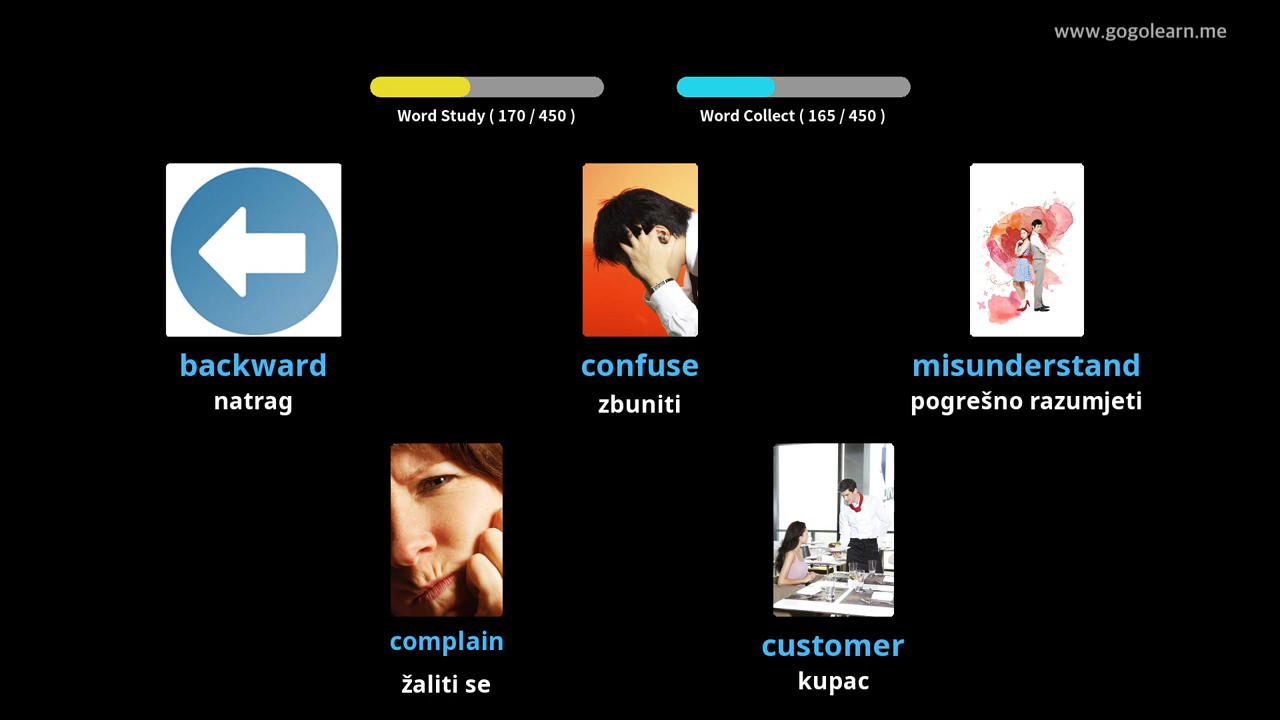 www.gogolearn.me
Word Study ( 170 / 450 )
Word Collect ( 165 / 450 )
backward
natrag
confuse
zbuniti
misunderstand
pogrešno razumjeti
complain
žaliti se
customer
kupac